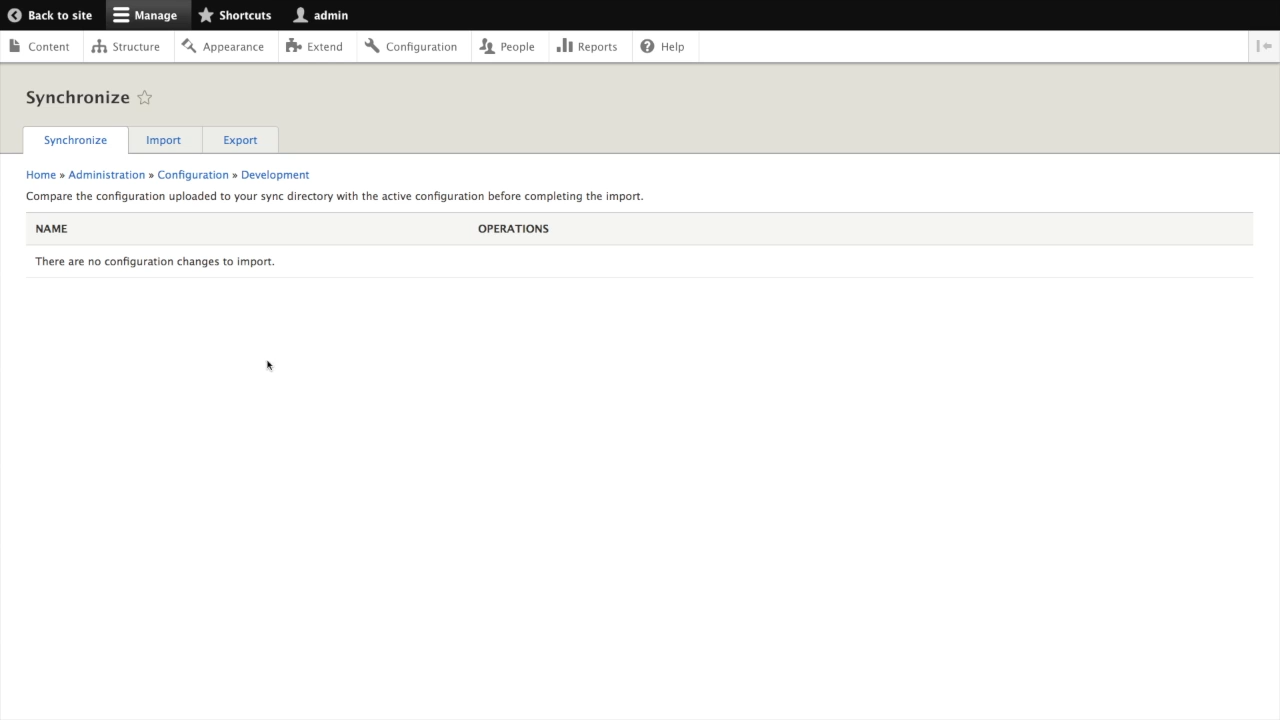 Back to site Manage Shortcuts admin
Content Structure Appearance Extend Configuration People Reports Help
Synchronize
Synchronize Import Export
Home » Administration » Configuration » Development
Compare the configuration uploaded to your sync directory with the active configuration before completing the import.
NAME OPERATIONS
There are no configuration changes to import.